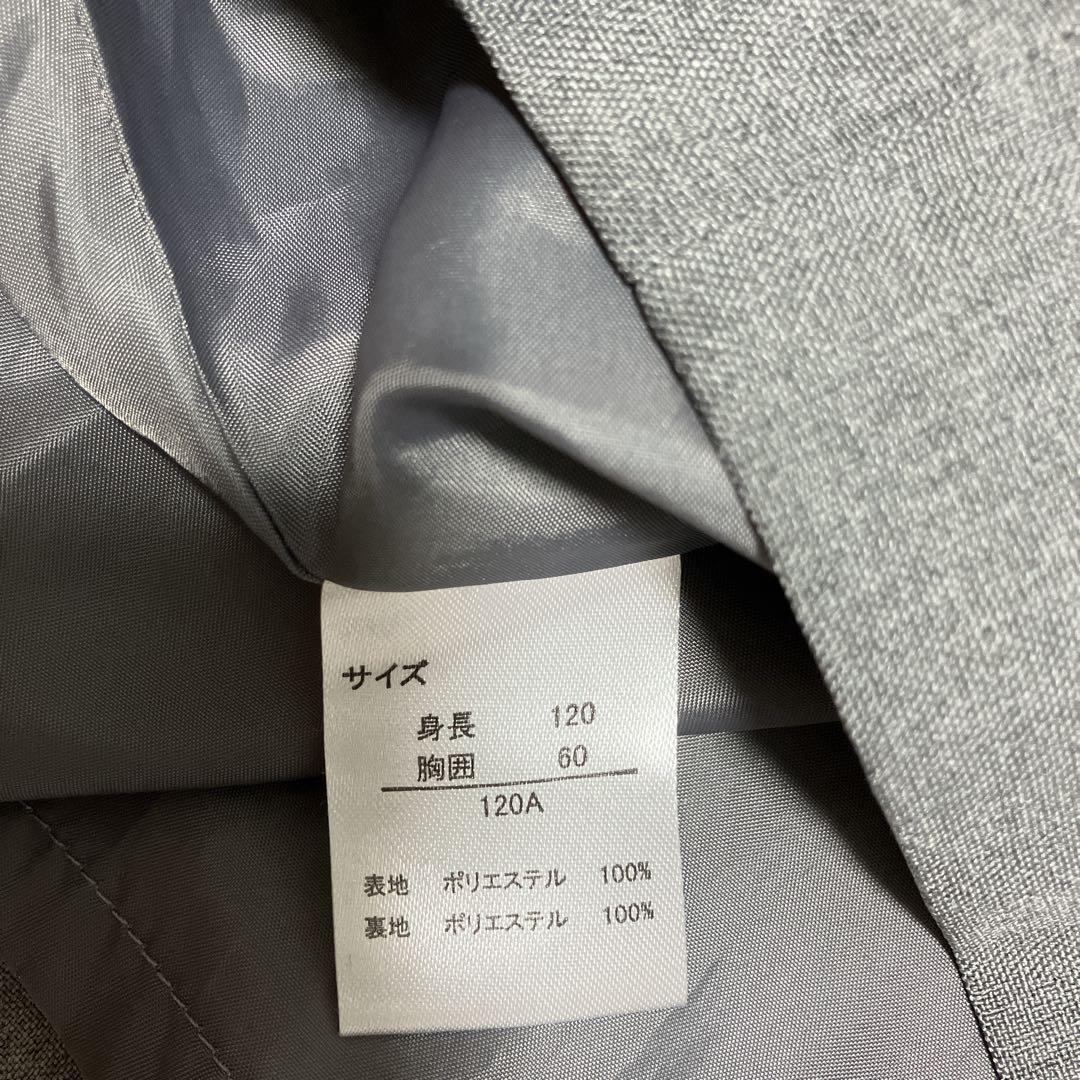 サイズ
身長 120
胸囲 60
120A
表地 ポリエステル 100%
裏地 ポリエステル 100%